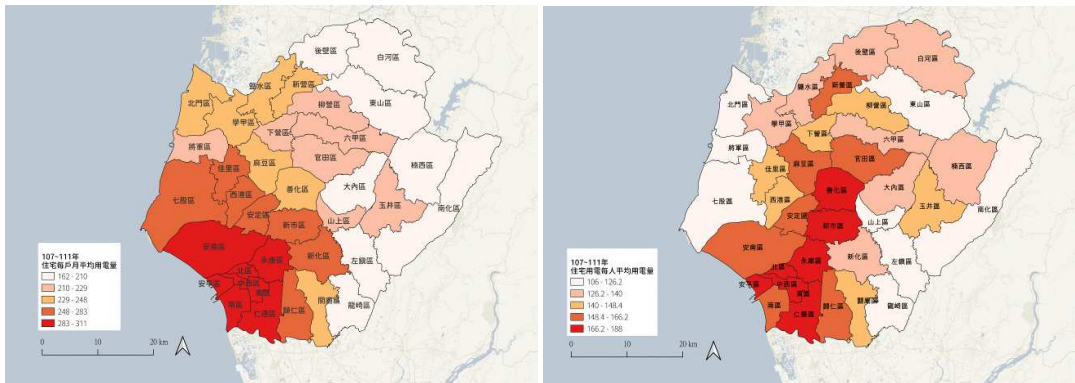 後壁區
白河區
鹽水區
新營區
北門區
柳營區
東山區
學甲區
下營區
六甲區
將軍區
麻豆區
官田區
楠西區
佳里區
善化區
大內區
七股區
西港區
玉井區
南化區
安定區
山上區
新市區
安南區
新化區
永康區
左鎮區
北區
安平區
中西區
東區
南區
仁德區
歸仁區
關廟區
龍崎區
107~111年
住宅每戶月平均用電量
162 - 210
210 - 229
229 - 248
248 - 283
283 - 311
0 10 20 km
後壁區
白河區
鹽水區
新營區
北門區
柳營區
東山區
學甲區
下營區
六甲區
將軍區
麻豆區
官田區
楠西區
佳里區
善化區
大內區
七股區
西港區
玉井區
南化區
安定區
山上區
新市區
安南區
新化區
永康區
左鎮區
北區
安平區
中西區
東區
南區
仁德區
歸仁區
關廟區
龍崎區
107~111年
住宅用電每人平均用電量
106 - 126.2
126.2 - 140
140 - 148.4
148.4 - 166.2
166.2 - 188
0 10 20 km